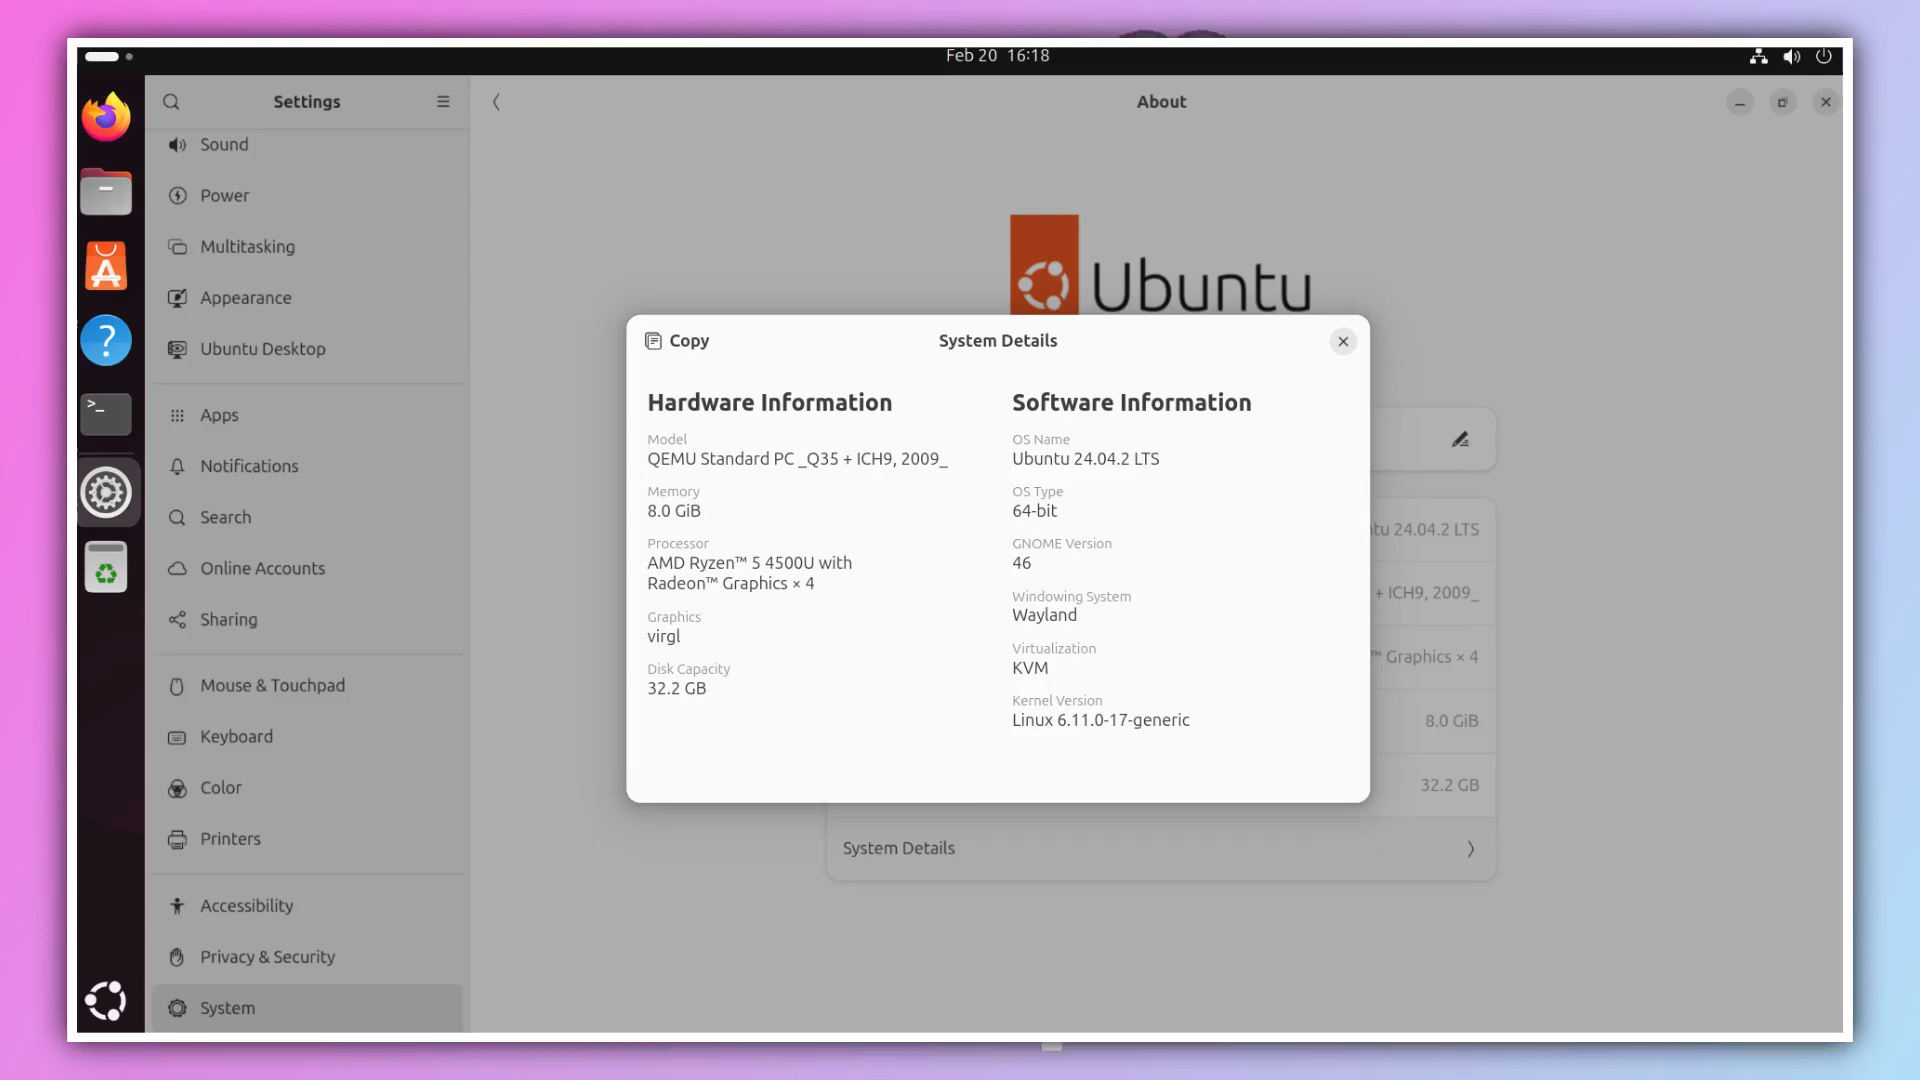 Feb 20 16:18
Settings
About
Sound
Power
Multitasking
Appearance
Ubuntu Desktop
Apps
Notifications
Search
Online Accounts
Sharing
Mouse & Touchpad
Keyboard
Color
Printers
Accessibility
Privacy & Security
System
Ubuntu
Copy
System Details
Hardware Information
Model
QEMU Standard PC _Q35 + ICH9, 2009_
Memory
8.0 GiB
Processor
AMD Ryzen™ 5 4500U with
Radeon™ Graphics × 4
Graphics
virgl
Disk Capacity
32.2 GB
Software Information
OS Name
Ubuntu 24.04.2 LTS
OS Type
64-bit
GNOME Version
46
Windowing System
Wayland
Virtualization
KVM
Kernel Version
Linux 6.11.0-17-generic
24.04.2 LTS
+ ICH9, 2009_
™ Graphics × 4
8.0 GiB
32.2 GB
System Details